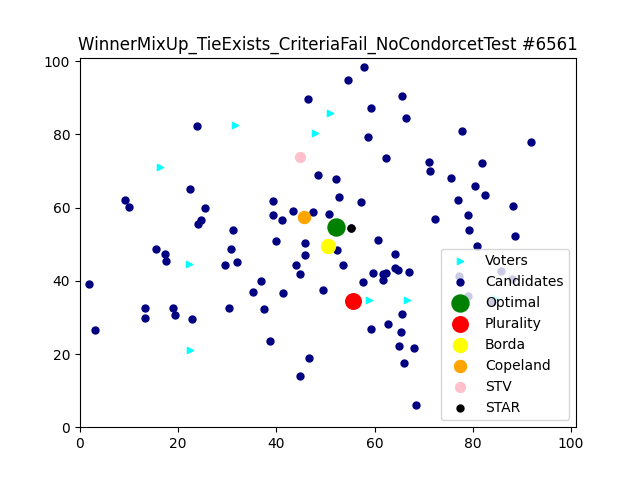 WinnerMixUp_TieExists_CriteriaFail_NoCondorcetTest #6561
100
80
60
40
20
0
0 20 40 60 80 100
Voters
Candidates
Optimal
Plurality
Borda
Copeland
STV
STAR